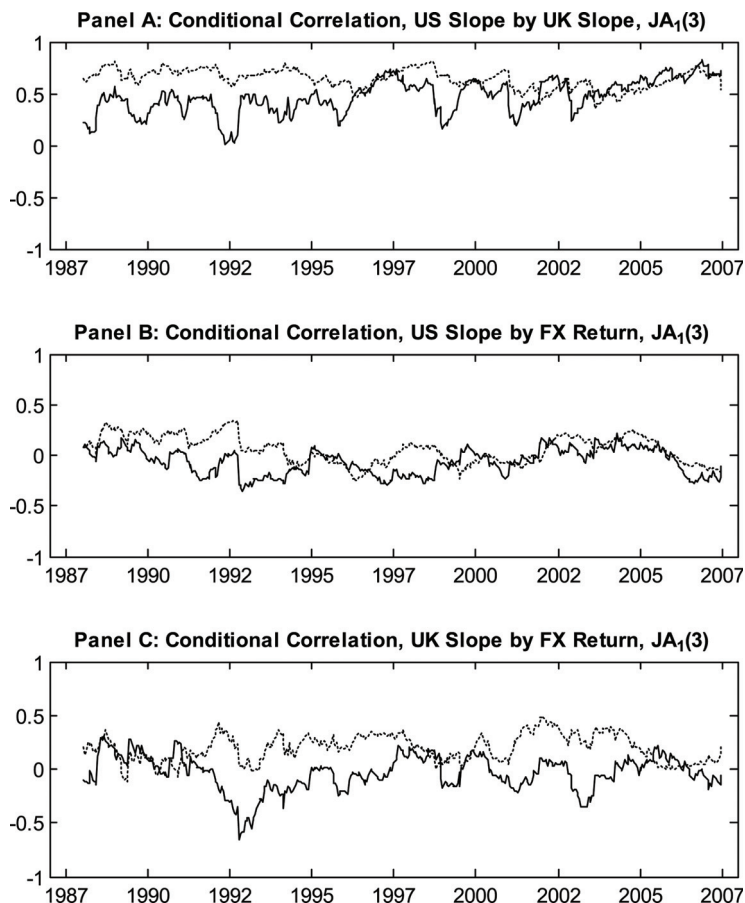 Panel A: Conditional Correlation, US Slope by UK Slope, JA₁(3)
1
0.5
0
-0.5
-1
1987 1990 1992 1995 1997 2000 2002 2005 2007
Panel B: Conditional Correlation, US Slope by FX Return, JA₁(3)
1
0.5
0
-0.5
-1
1987 1990 1992 1995 1997 2000 2002 2005 2007
Panel C: Conditional Correlation, UK Slope by FX Return, JA₁(3)
1
0.5
0
-0.5
-1
1987 1990 1992 1995 1997 2000 2002 2005 2007